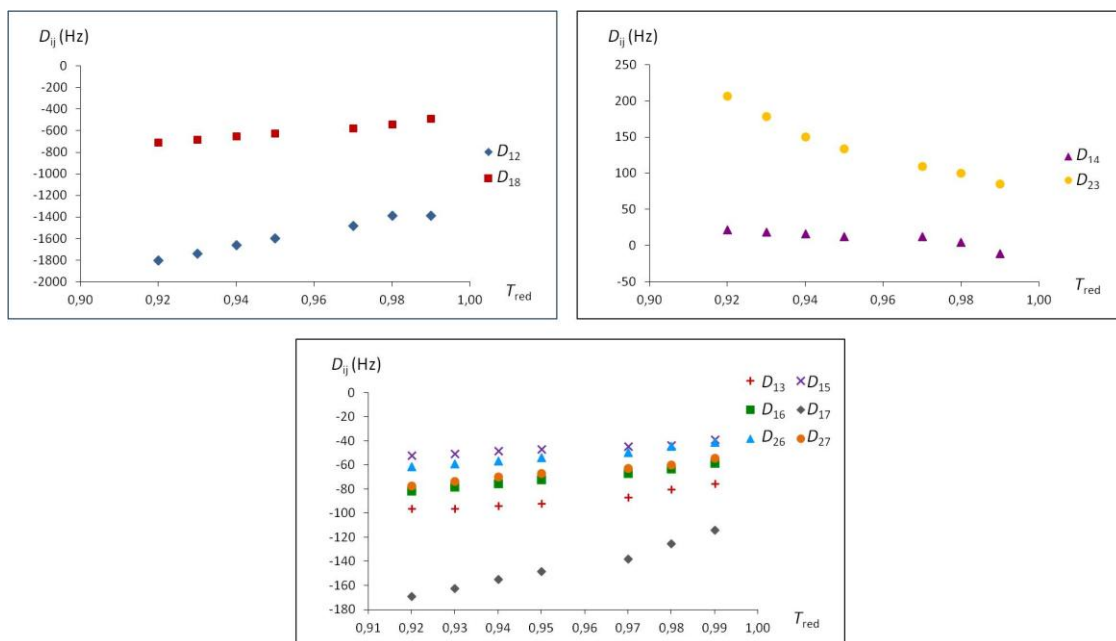 D_ij (Hz)
0
-200
-400
-600
-800
-1000
-1200
-1400
-1600
-1800
-2000
0,90 0,92 0,94 0,96 0,98 1,00
T_red
D_12
D_18
D_ij (Hz)
250
200
150
100
50
0
-50
0,90 0,92 0,94 0,96 0,98 1,00
T_red
D_14
D_23
D_ij (Hz)
0
-20
-40
-60
-80
-100
-120
-140
-160
-180
0,91 0,92 0,93 0,94 0,95 0,96 0,97 0,98 0,99 1,00
T_red
D_13 D_15
D_16 D_17
D_26 D_27